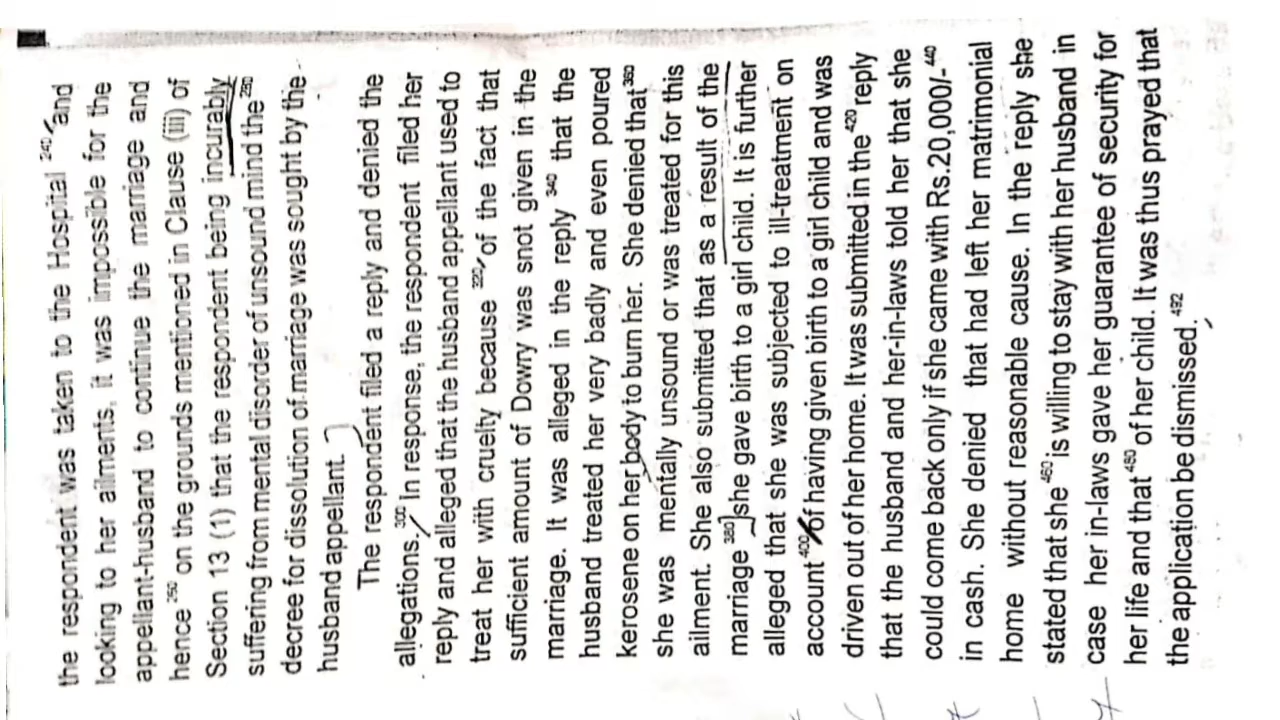 the respondent was taken to the Hospital 240 and
looking to her ailments, it was impossible for the
appellant-husband to continue the marriage and
hence 260 on the grounds mentioned in Clause (iii) of
Section 13 (1) that the respondent being incurably
suffering from mental disorder of unsound mind the 280
decree for dissolution of marriage was sought by the
husband appellant.
The respondent filed a reply and denied the
allegations. 300 In response, the respondent filed her
reply and alleged that the husband appellant used to
treat her with cruelty because 320 of the fact that
sufficient amount of Dowry was snot given in the
marriage. It was alleged in the reply 340 that the
husband treated her very badly and even poured
kerosene on her body to burn her. She denied that 360
she was mentally unsound or was treated for this
ailment. She also submitted that as a result of the
marriage 380 she gave birth to a girl child. It is further
alleged that she was subjected to ill-treatment on
account 400 of having given birth to a girl child and was
driven out of her home. It was submitted in the 420 reply
that the husband and her-in-laws told her that she
could come back only if she came with Rs.20,000/- 440
in cash. She denied that had left her matrimonial
home without reasonable cause. In the reply she
stated that she 460 is willing to stay with her husband in
case her in-laws gave her guarantee of security for
her life and that 480 of her child. It was thus prayed that
the application be dismissed. 492